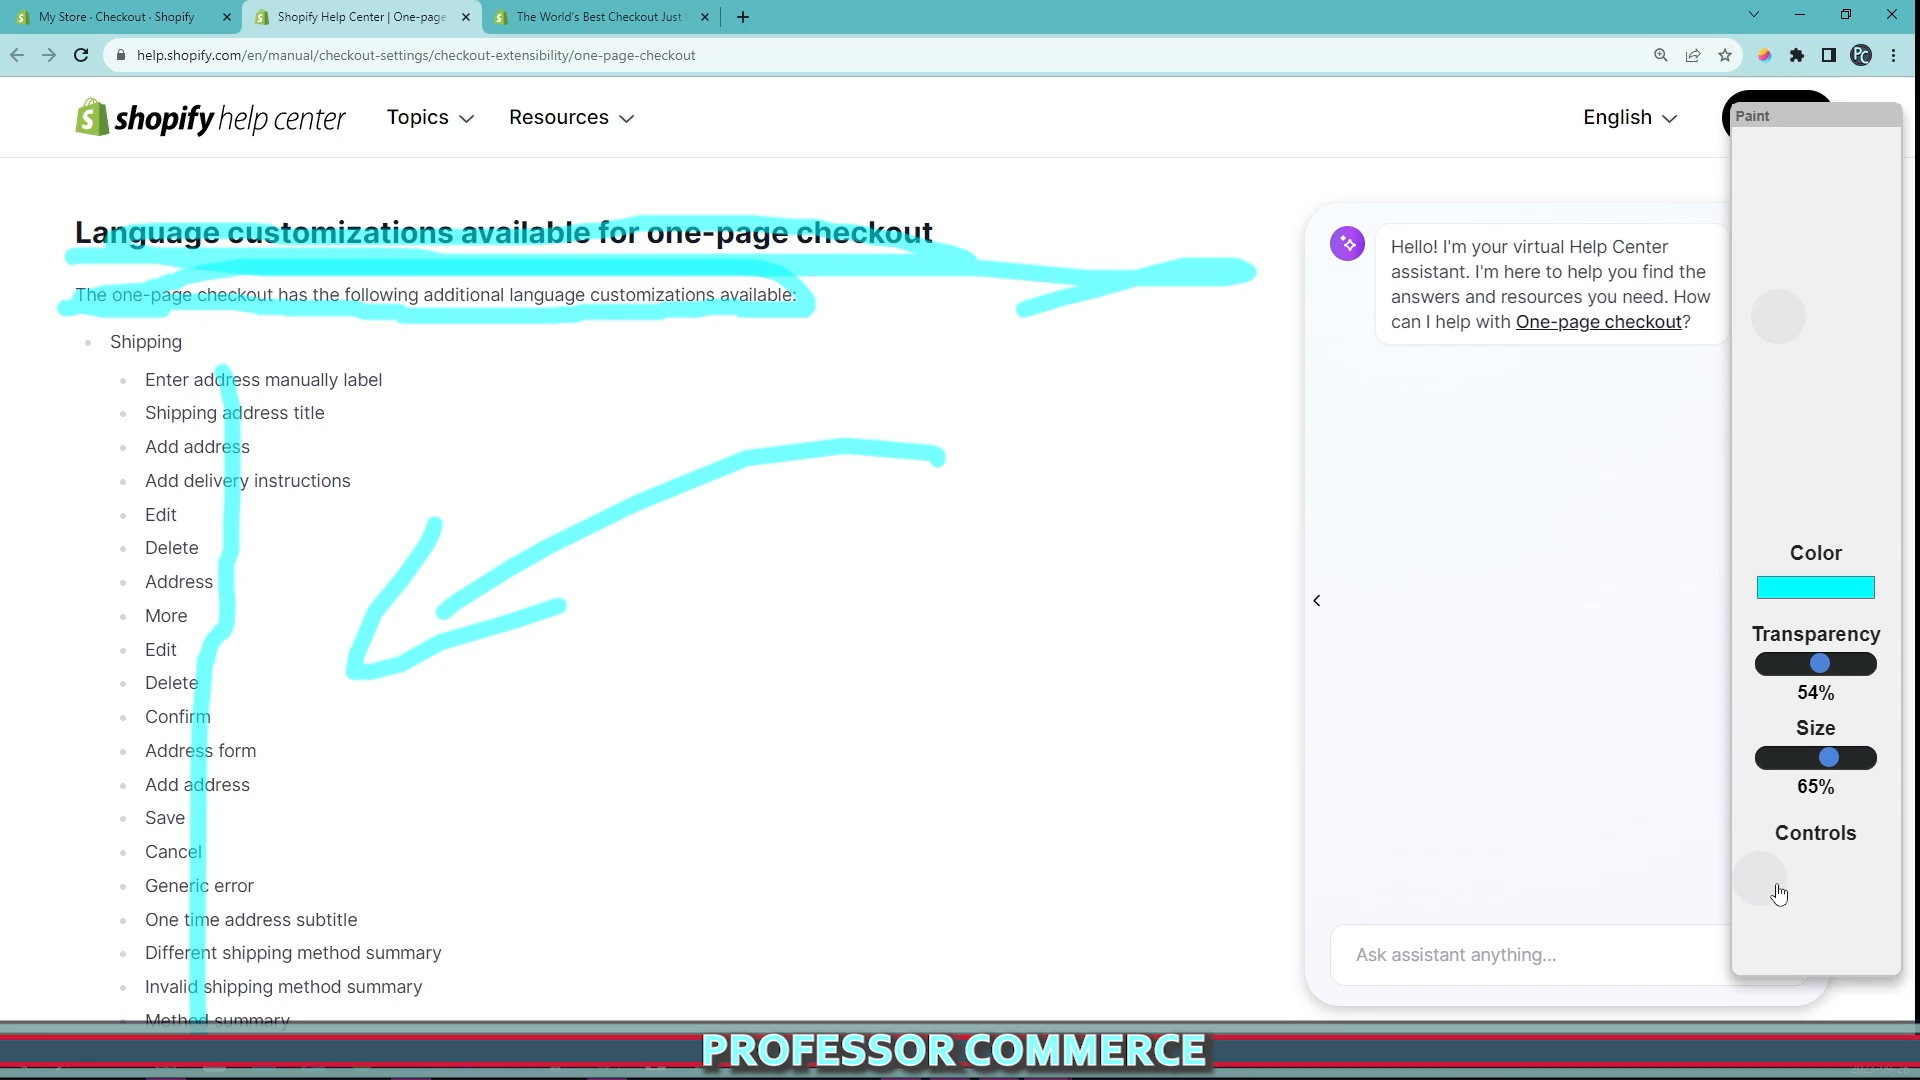 My Store - Checkout · Shopify
Shopify Help Center | One-page
The World's Best Checkout Just
help.shopify.com/en/manual/checkout-settings/checkout-extensibility/one-page-checkout
PC
shopify help center
Topics
Resources
English
Paint
Language customizations available for one-page checkout
The one-page checkout has the following additional language customizations available:
Shipping
Enter address manually label
Shipping address title
Add address
Add delivery instructions
Edit
Delete
Address
More
Edit
Delete
Confirm
Address form
Add address
Save
Cancel
Generic error
One time address subtitle
Different shipping method summary
Invalid shipping method summary
Method summary
Hello! I'm your virtual Help Center
assistant. I'm here to help you find the
answers and resources you need. How
can I help with One-page checkout?
Ask assistant anything...
Color
Transparency
54%
Size
65%
Controls
PROFESSOR COMMERCE